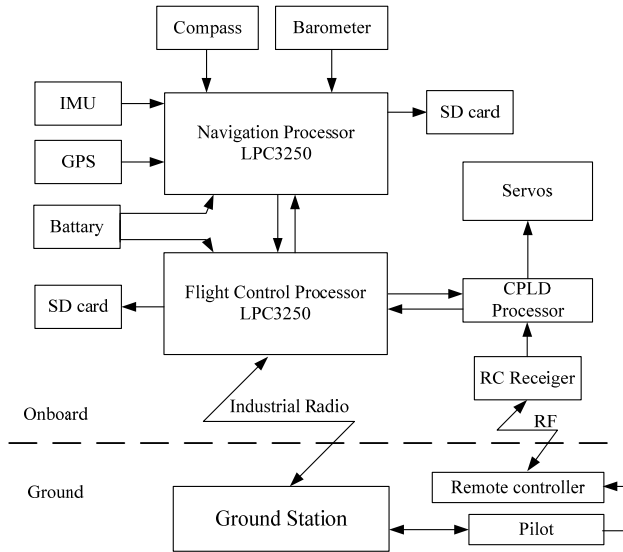 Compass
Barometer
IMU
Navigation Processor
LPC3250
SD card
GPS
Servos
Battary
Flight Control Processor
LPC3250
CPLD
Processor
SD card
RC Receiger
Industrial Radio
RF
Onboard
Ground
Remote controller
Ground Station
Pilot